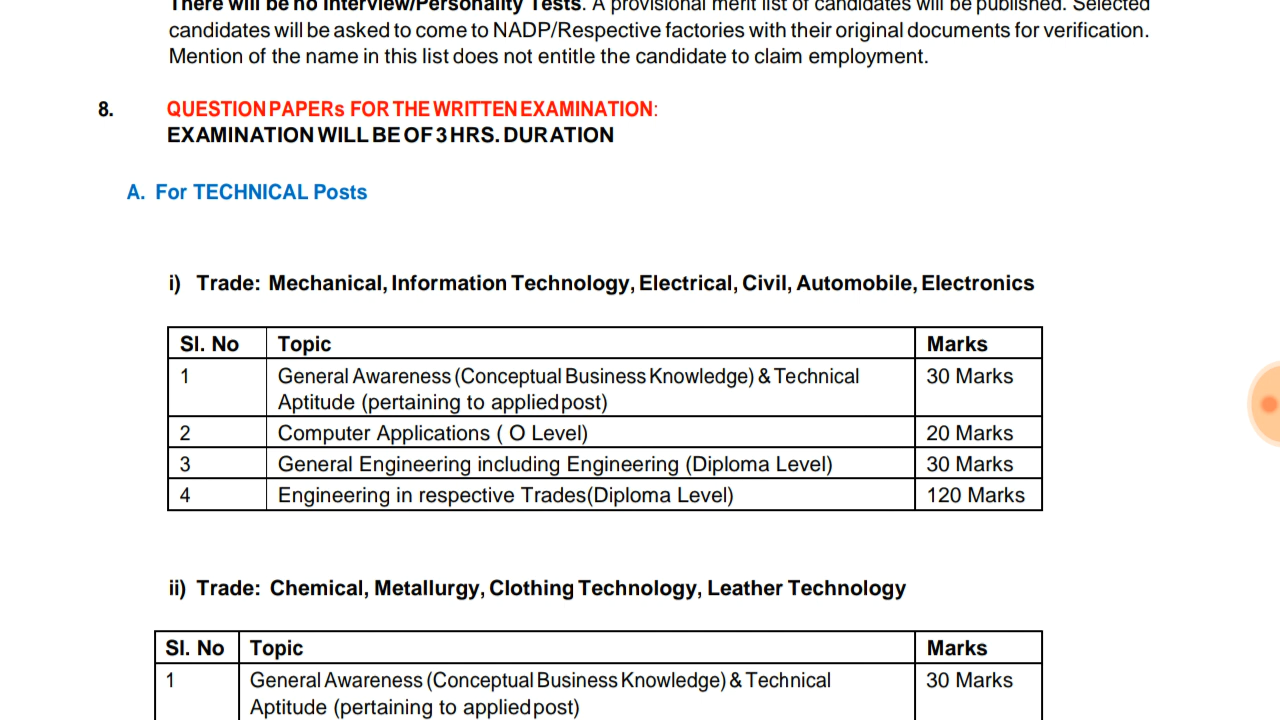 There will be no Interview/Personality Tests. A provisional merit list of candidates will be published. Selected
candidates will be asked to come to NADP/Respective factories with their original documents for verification.
Mention of the name in this list does not entitle the candidate to claim employment.
8. QUESTION PAPERs FOR THE WRITTEN EXAMINATION:
EXAMINATION WILL BE OF 3 HRS. DURATION
A. For TECHNICAL Posts
i) Trade: Mechanical, Information Technology, Electrical, Civil, Automobile, Electronics
Sl. No Topic Marks
1 General Awareness (Conceptual Business Knowledge) & Technical 30 Marks
Aptitude (pertaining to applied post)
2 Computer Applications ( O Level) 20 Marks
3 General Engineering including Engineering (Diploma Level) 30 Marks
4 Engineering in respective Trades(Diploma Level) 120 Marks
ii) Trade: Chemical, Metallurgy, Clothing Technology, Leather Technology
Sl. No Topic Marks
1 General Awareness (Conceptual Business Knowledge) & Technical 30 Marks
Aptitude (pertaining to applied post)